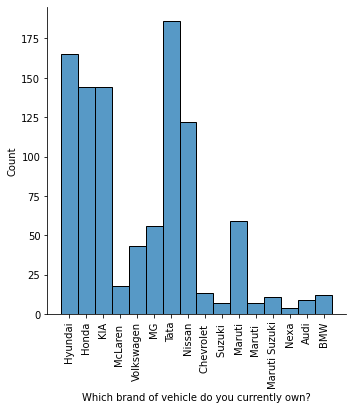 175
150
125
100
75
50
25
0
Count
Hyundai
Honda
KIA
McLaren
Volkswagen
MG
Tata
Nissan
Chevrolet
Suzuki
Maruti
Maruti
Maruti Suzuki
Nexa
Audi
BMW
Which brand of vehicle do you currently own?